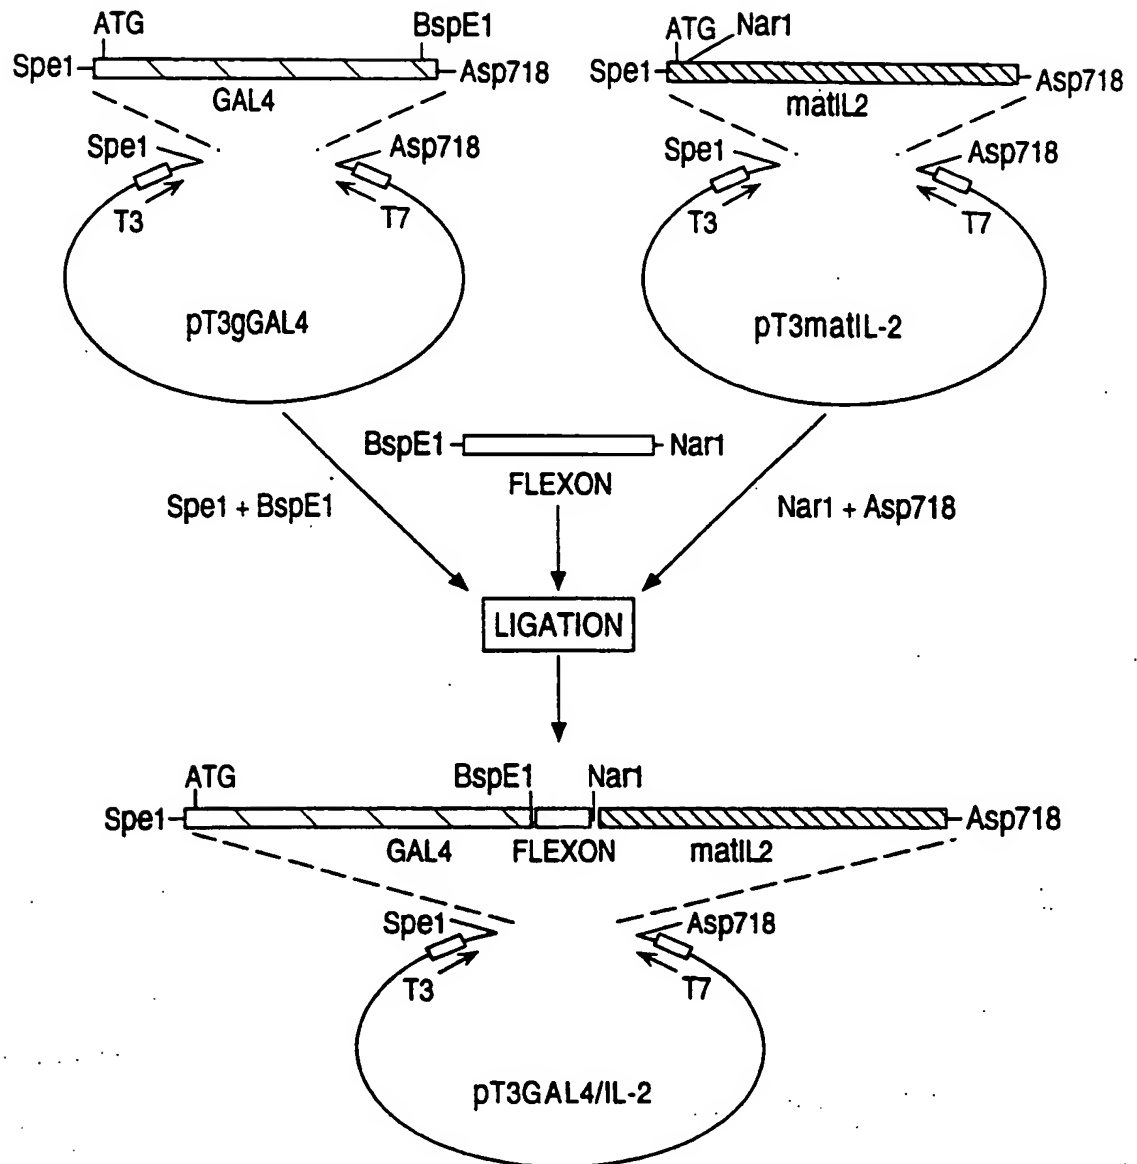 ATG
BspE1
Spe1
Asp718
GAL4
Spe1
Asp718
T3
T7
pT3gGAL4
ATG
Nar1
Spe1
Asp718
matIL2
Spe1
Asp718
T3
T7
pT3matIL-2
BspE1
Nar1
FLEXON
Spe1 + BspE1
Nar1 + Asp718
LIGATION
ATG
BspE1
Nar1
Spe1
Asp718
GAL4
FLEXON
matIL2
Spe1
Asp718
T3
T7
pT3GAL4/IL-2